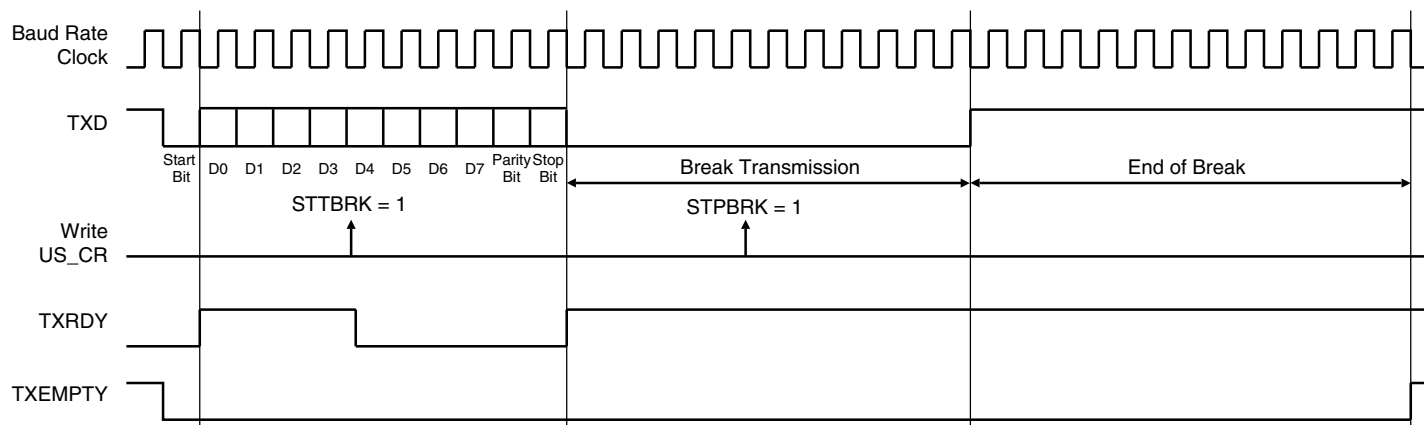 Baud Rate
Clock
TXD
Start
Bit
D0 D1 D2 D3 D4 D5 D6 D7
Parity
Bit
Stop
Bit
Break Transmission
End of Break
STTBRK = 1
STPBRK = 1
Write
US_CR
TXRDY
TXEMPTY